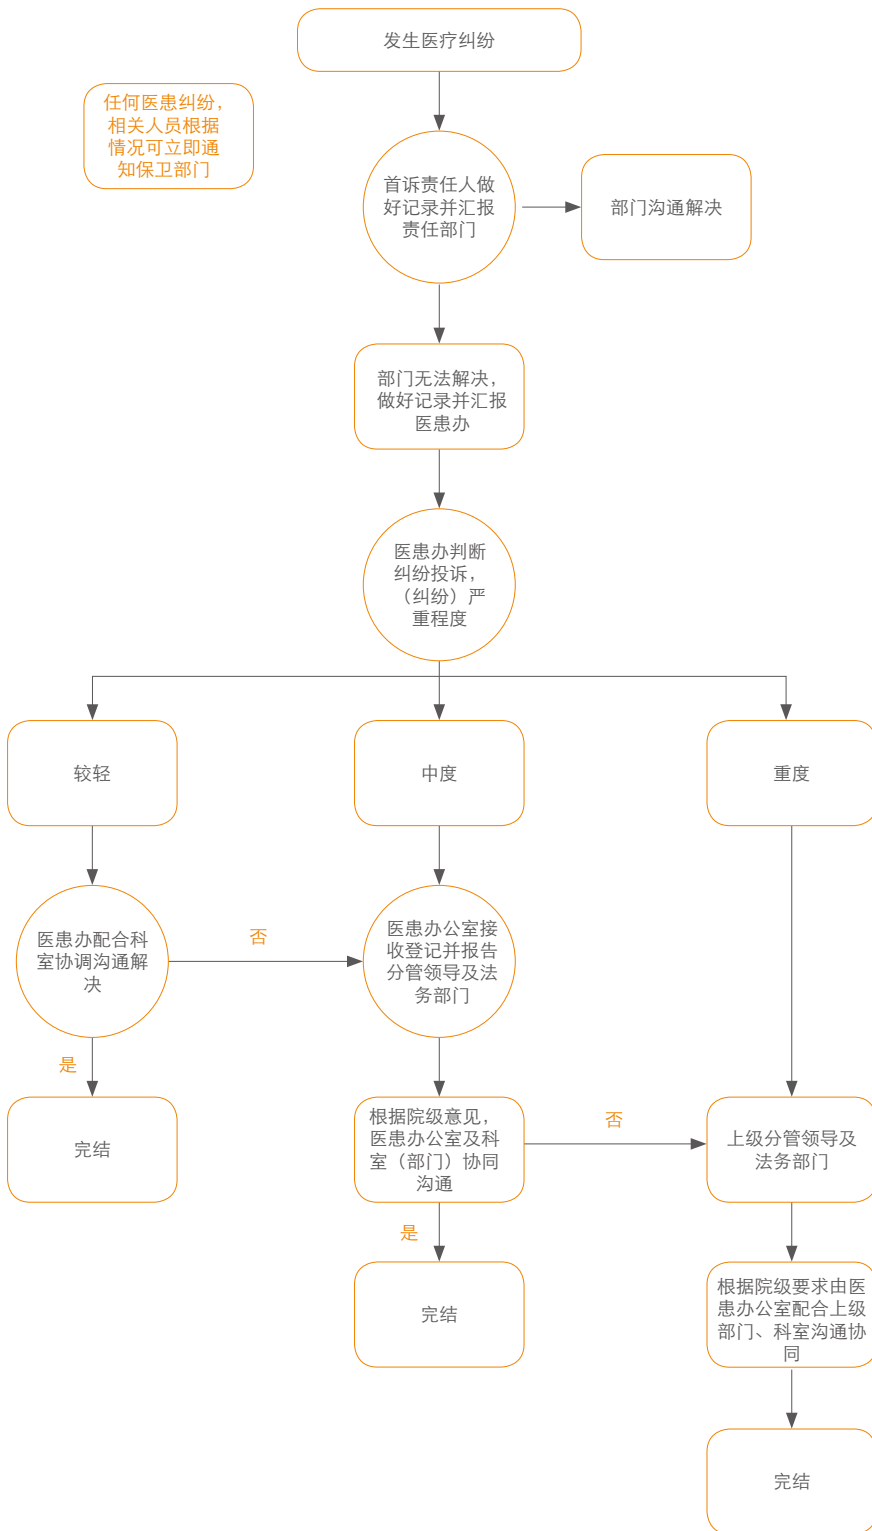 发生医疗纠纷
任何医患纠纷，
相关人员根据
情况可立即通
知保卫部门
首诉责任人做
好记录并汇报
责任部门
部门沟通解决
部门无法解决，
做好记录并汇报
医患办
医患办判断
纠纷投诉，
（纠纷）严
重程度
较轻
中度
重度
医患办配合科
室协调沟通解
决
否
医患办公室接
收登记并报告
分管领导及法
务部门
是
完结
根据院级意见，
医患办公室及科
室（部门）协同
沟通
否
上级分管领导及
法务部门
是
完结
根据院级要求由医
患办公室配合上级
部门、科室沟通协
同
完结